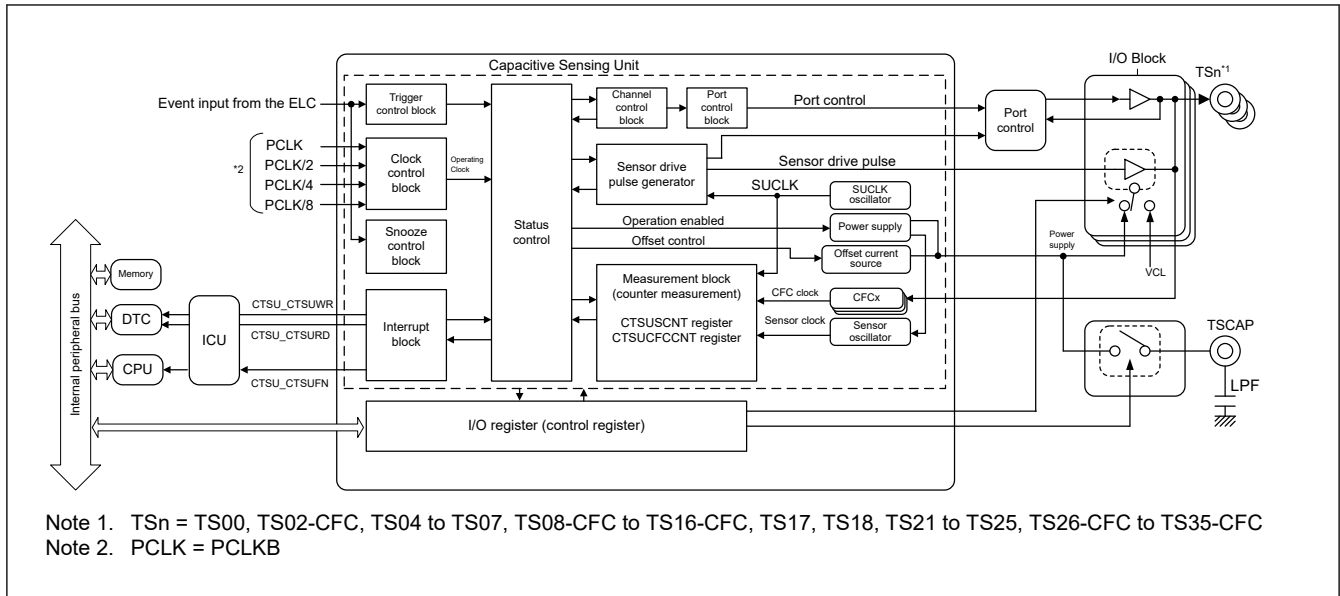 Capacitive Sensing Unit
I/O Block
TSn*1
Event input from the ELC
Trigger
control block
Channel
control
block
Port
control
block
Port control
Port
control
*2
PCLK
PCLK/2
PCLK/4
PCLK/8
Clock
control
block
Operating
Clock
Status
control
Sensor drive
pulse generator
Sensor drive pulse
SUCLK
SUCLK
oscillator
Snooze
control
block
Operation enabled
Power supply
Offset control
Offset current
source
Power
supply
VCL
Internal peripheral bus
Memory
DTC
CPU
ICU
CTSU_CTSUWR
CTSU_CTSURD
CTSU_CTSUFN
Interrupt
block
Measurement block
(counter measurement)
CTSUSCNT register
CTSUCFCCNT register
CFC clock
CFCx
Sensor clock
Sensor
oscillator
TSCAP
LPF
I/O register (control register)
Note 1. TSn = TS00, TS02-CFC, TS04 to TS07, TS08-CFC to TS16-CFC, TS17, TS18, TS21 to TS25, TS26-CFC to TS35-CFC
Note 2. PCLK = PCLKB